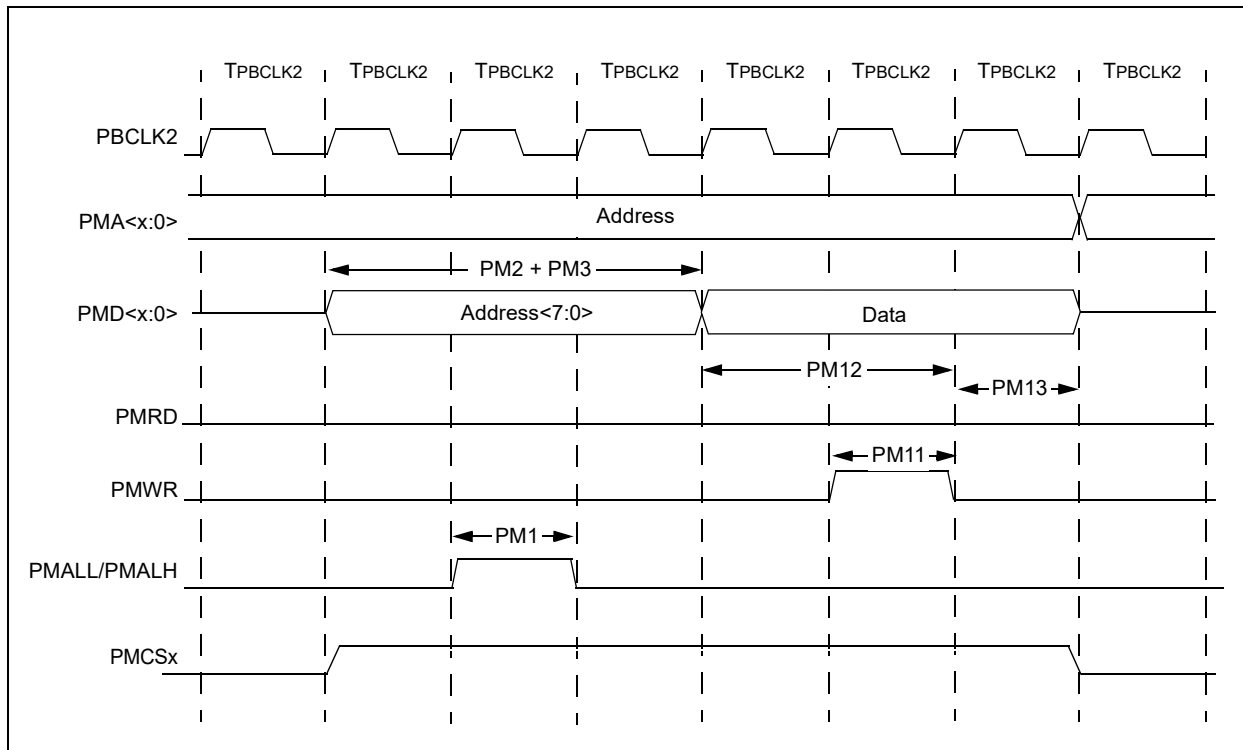 TPBCLK2 TPBCLK2 TPBCLK2 TPBCLK2 TPBCLK2 TPBCLK2 TPBCLK2 TPBCLK2
PBCLK2
PMA<x:0> Address
PM2 + PM3
PMD<x:0> Address<7:0> Data
PM12
PM13
PMRD
PM11
PMWR
PM1
PMALL/PMALH
PMCSx